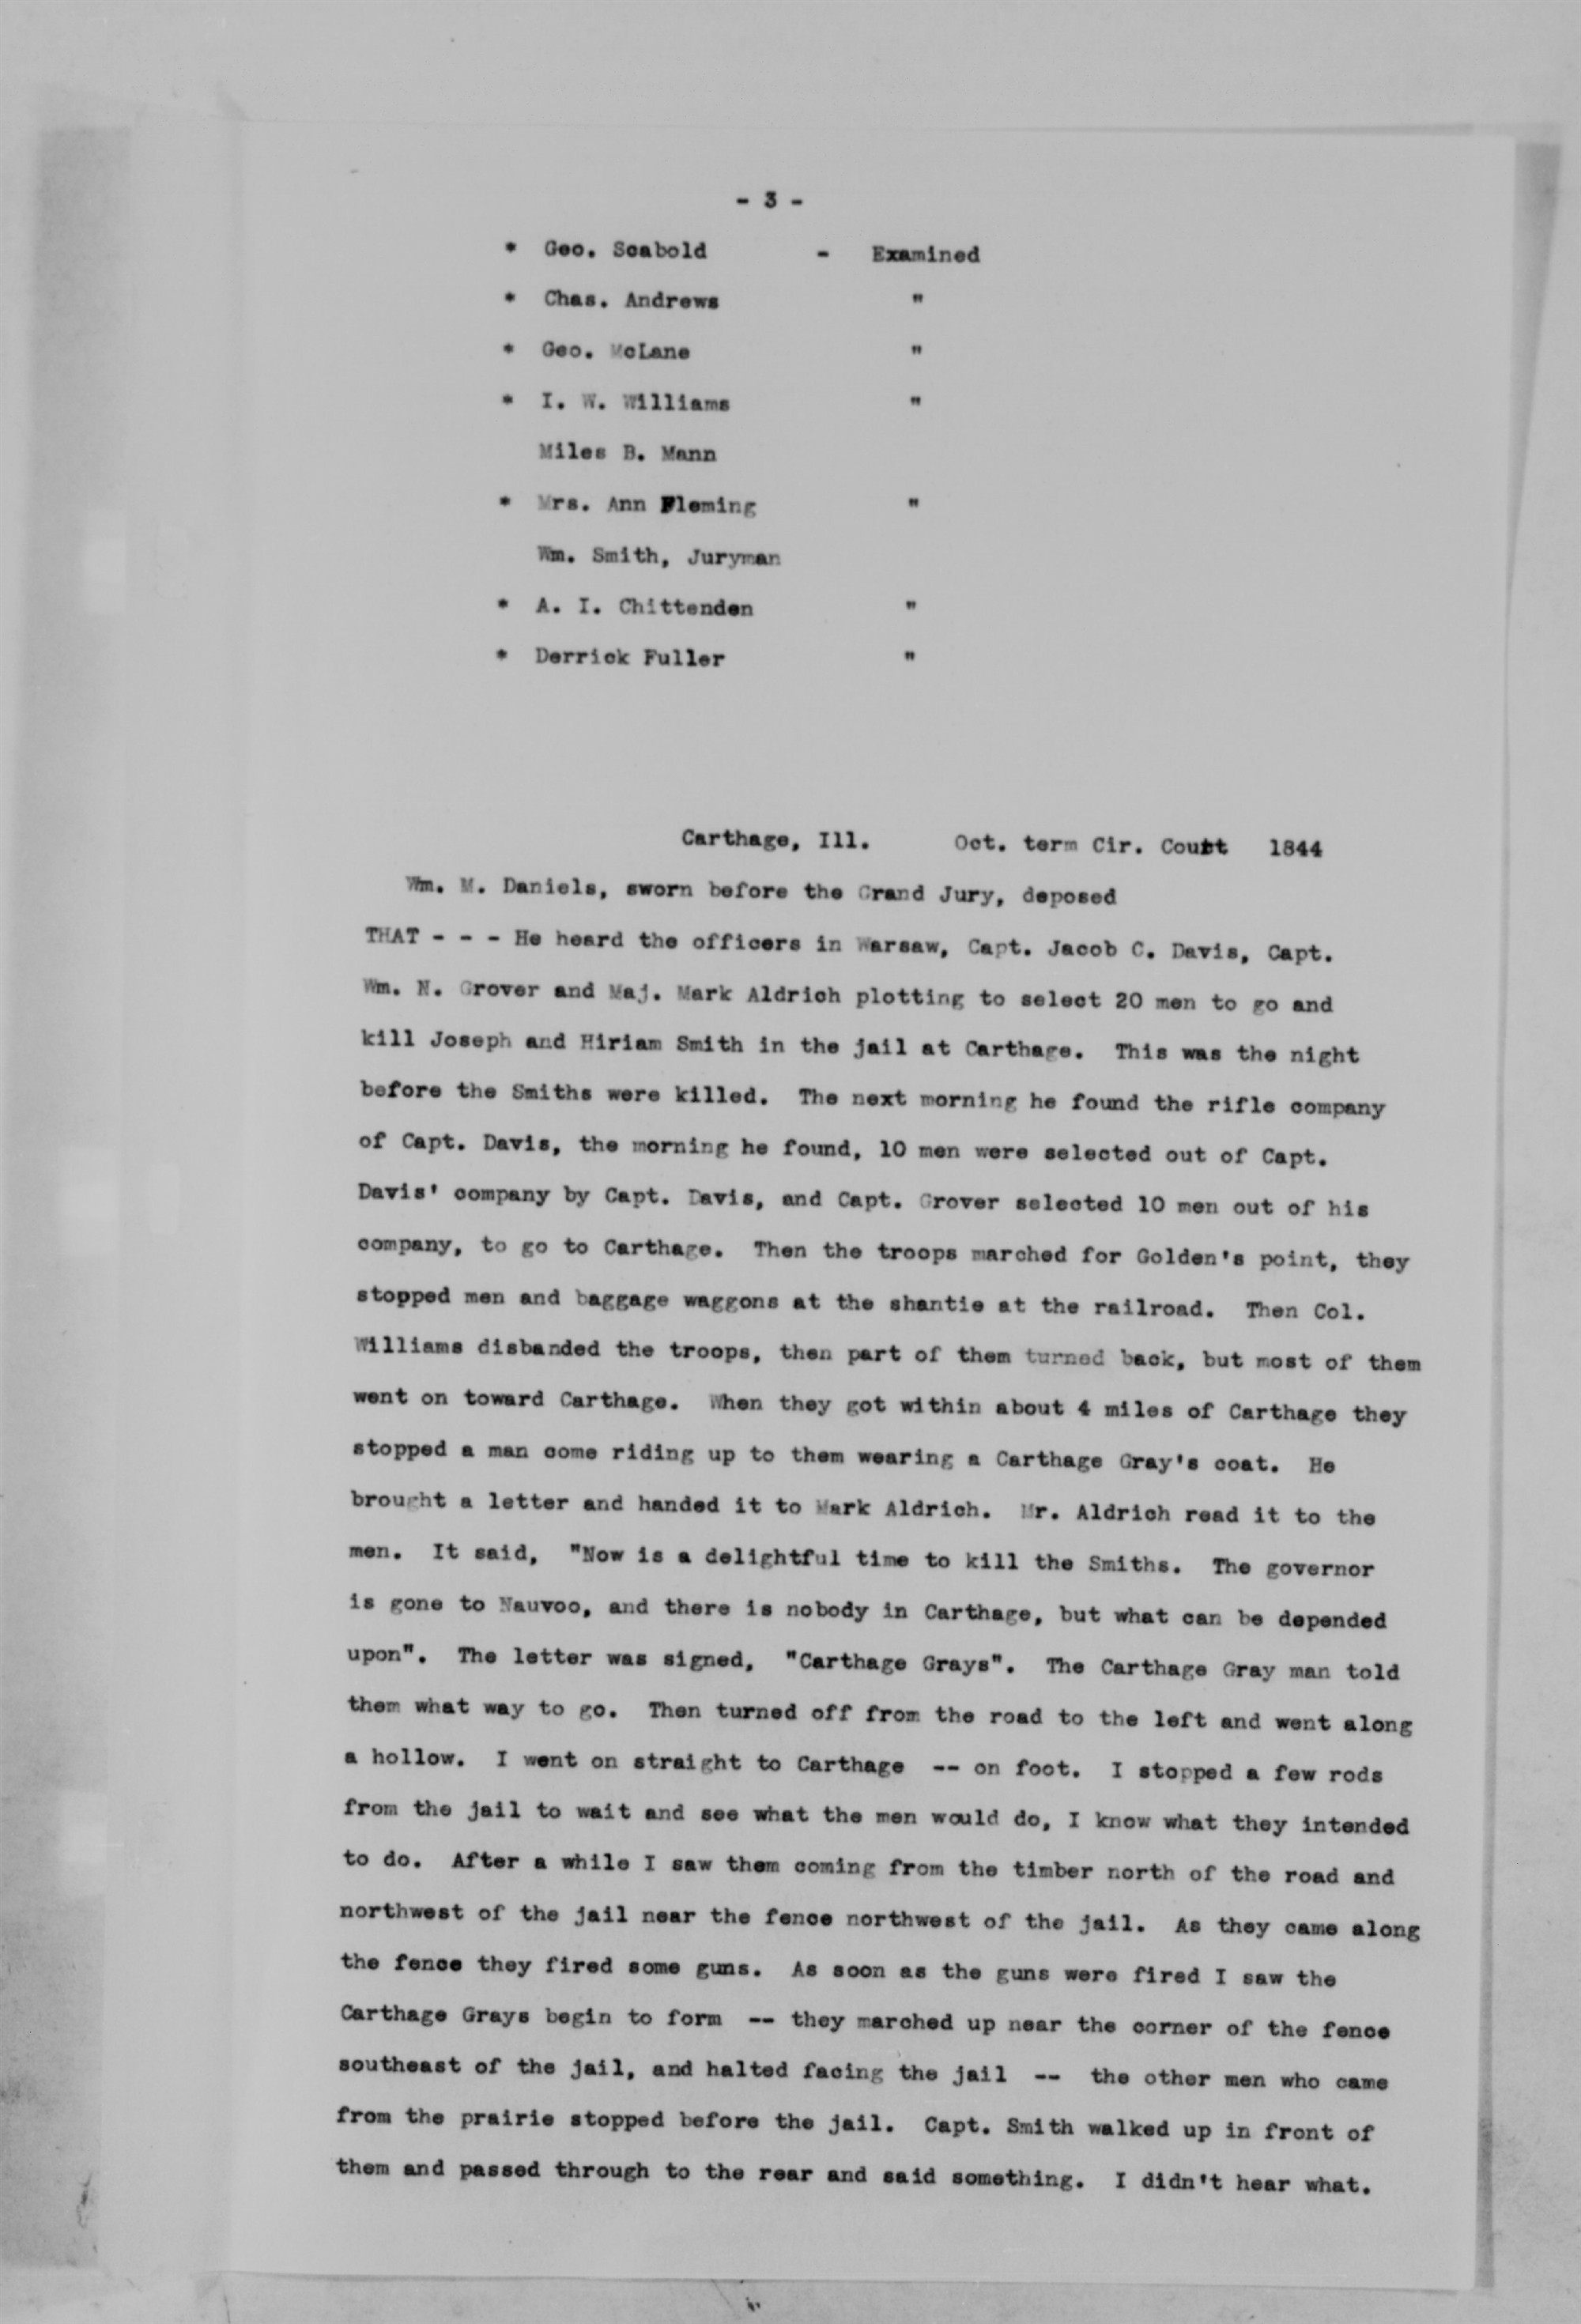 - 3 -
* Geo. Scabold - Examined
* Chas. Andrews "
* Geo. McLane "
* I. W. Williams "
Miles B. Mann
* Mrs. Ann Fleming "
Wm. Smith, Juryman
* A. I. Chittenden "
* Derrick Fuller "
Carthage, Ill. Oct. term Cir. Coutt 1844
Wm. M. Daniels, sworn before the Grand Jury, deposed
THAT - - - He heard the officers in Warsaw, Capt. Jacob C. Davis, Capt.
Wm. N. Grover and Maj. Mark Aldrich plotting to select 20 men to go and
kill Joseph and Hiriam Smith in the jail at Carthage. This was the night
before the Smiths were killed. The next morning he found the rifle company
of Capt. Davis, the morning he found, 10 men were selected out of Capt.
Davis' company by Capt. Davis, and Capt. Grover selected 10 men out of his
company, to go to Carthage. Then the troops marched for Golden's point, they
stopped men and baggage waggons at the shantie at the railroad. Then Col.
Williams disbanded the troops, then part of them turned back, but most of them
went on toward Carthage. When they got within about 4 miles of Carthage they
stopped a man come riding up to them wearing a Carthage Gray's coat. He
brought a letter and handed it to Mark Aldrich. Mr. Aldrich read it to the
men. It said, "Now is a delightful time to kill the Smiths. The governor
is gone to Nauvoo, and there is nobody in Carthage, but what can be depended
upon". The letter was signed, "Carthage Grays". The Carthage Gray man told
them what way to go. Then turned off from the road to the left and went along
a hollow. I went on straight to Carthage -- on foot. I stopped a few rods
from the jail to wait and see what the men would do, I know what they intended
to do. After a while I saw them coming from the timber north of the road and
northwest of the jail near the fence northwest of the jail. As they came along
the fence they fired some guns. As soon as the guns were fired I saw the
Carthage Grays begin to form -- they marched up near the corner of the fence
southeast of the jail, and halted facing the jail -- the other men who came
from the prairie stopped before the jail. Capt. Smith walked up in front of
them and passed through to the rear and said something. I didn't hear what.